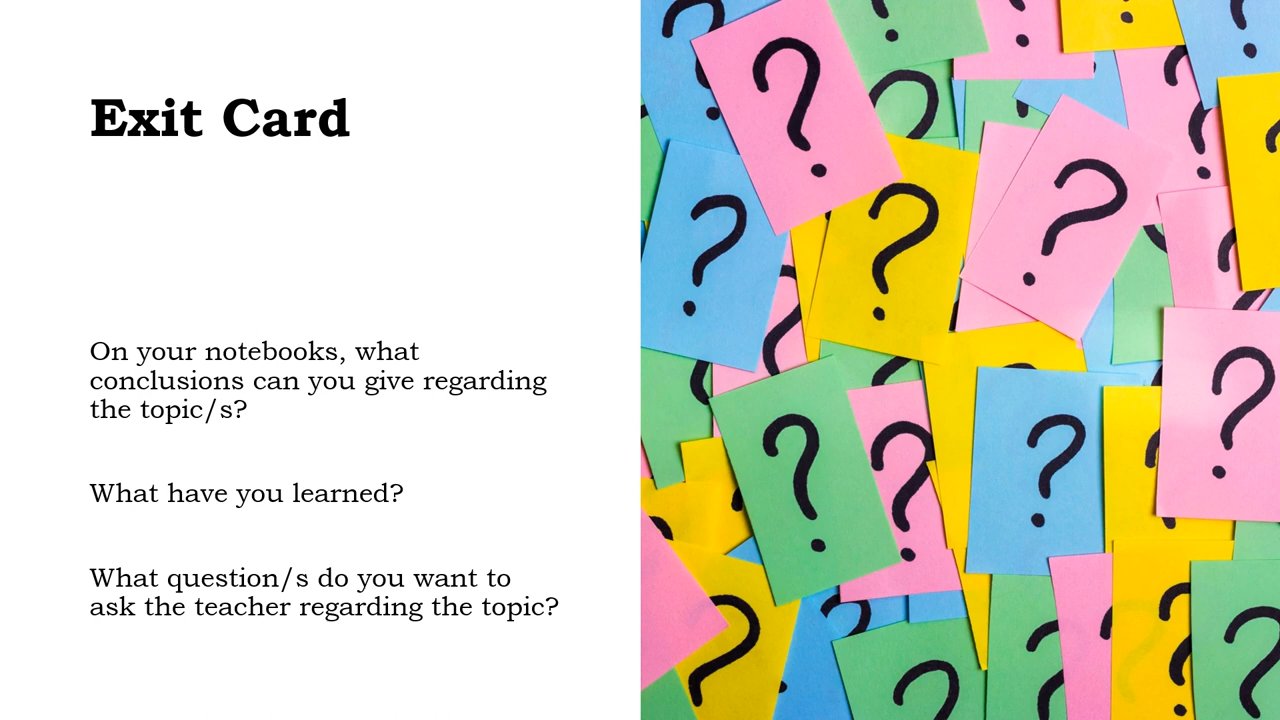 Exit Card
On your notebooks, what
conclusions can you give regarding
the topic/s?
What have you learned?
What question/s do you want to
ask the teacher regarding the topic?